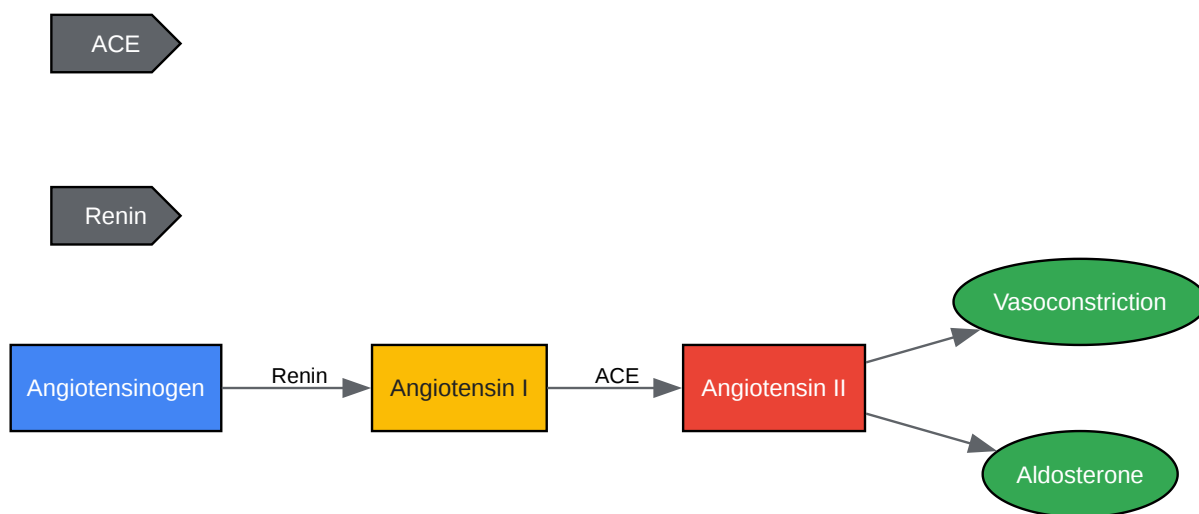 ACE
Renin
Vasoconstriction
Angiotensinogen
Renin
Angiotensin I
ACE
Angiotensin II
Aldosterone